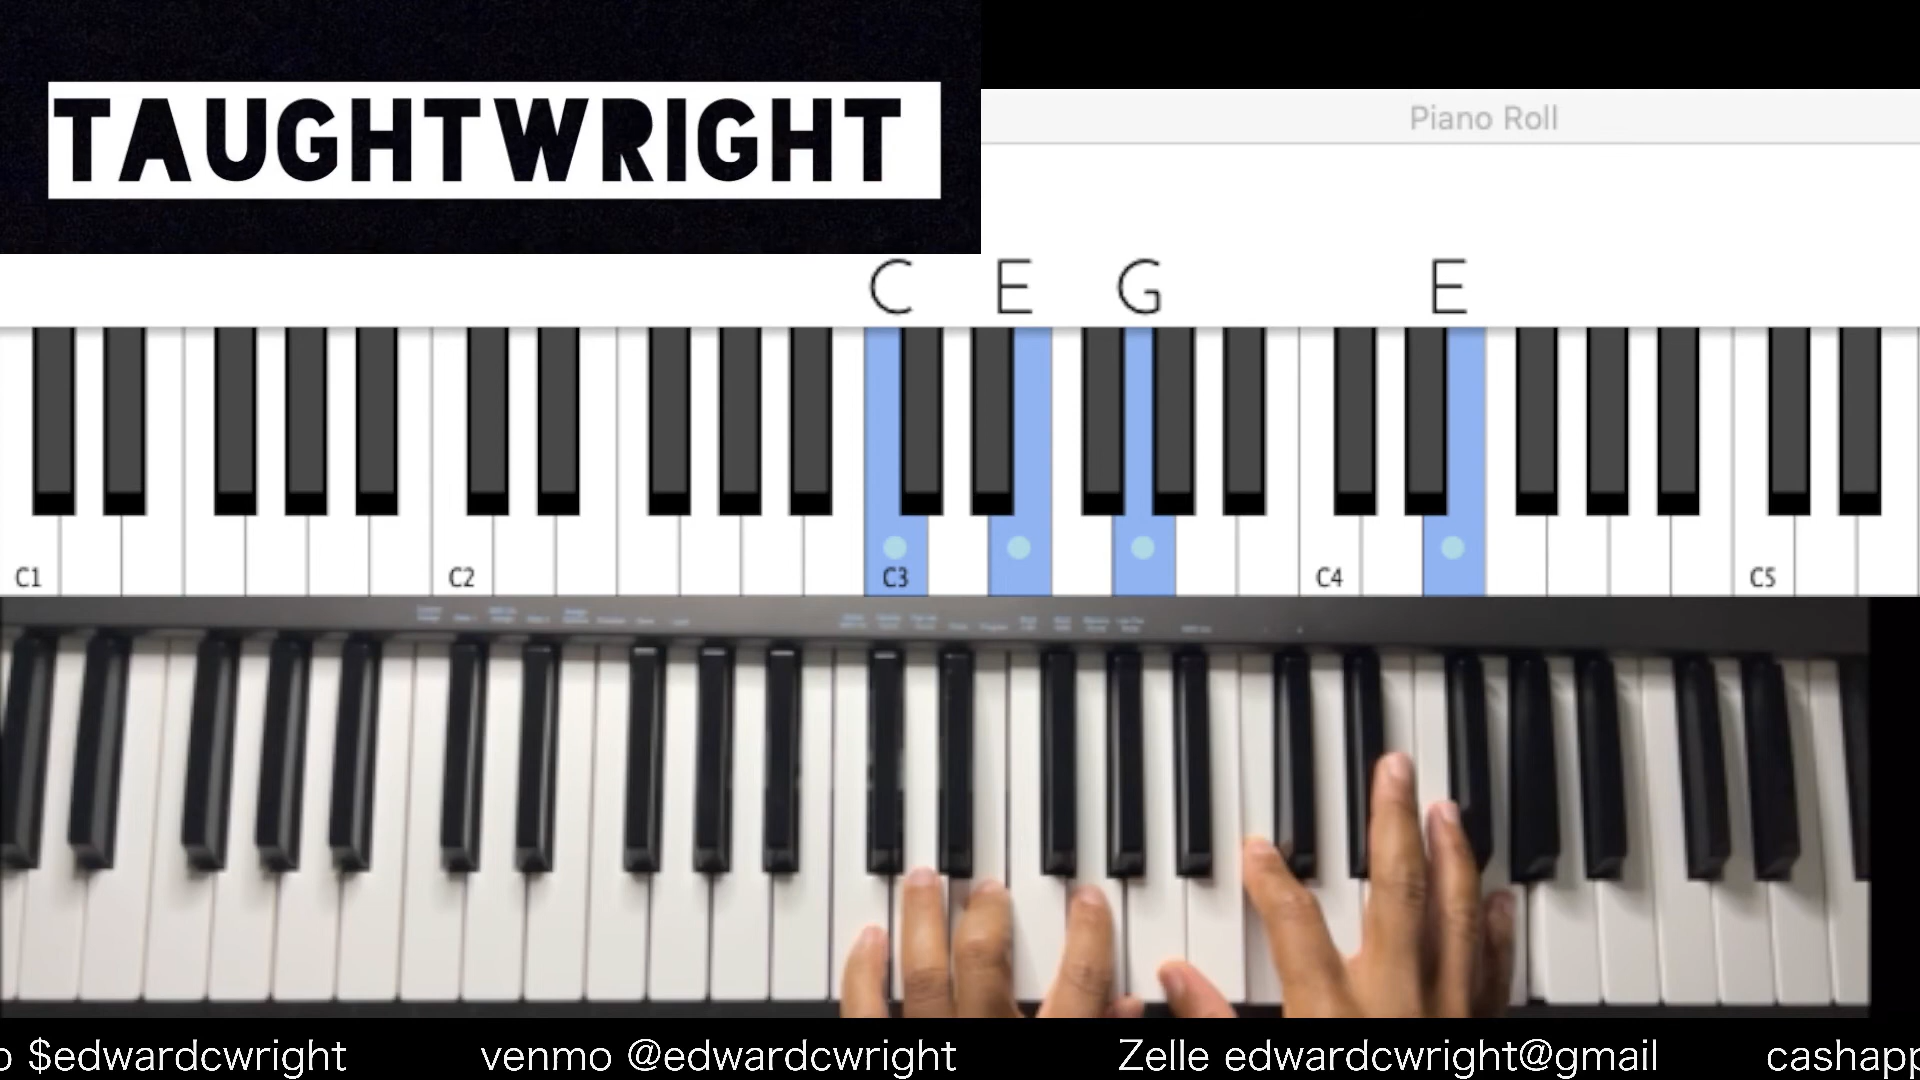 TAUGHTWRIGHT
Piano Roll
C E G E
C1 C2 C3 C4 C5
$edwardcwright venmo @edwardcwright Zelle edwardcwright@gmail cashapp